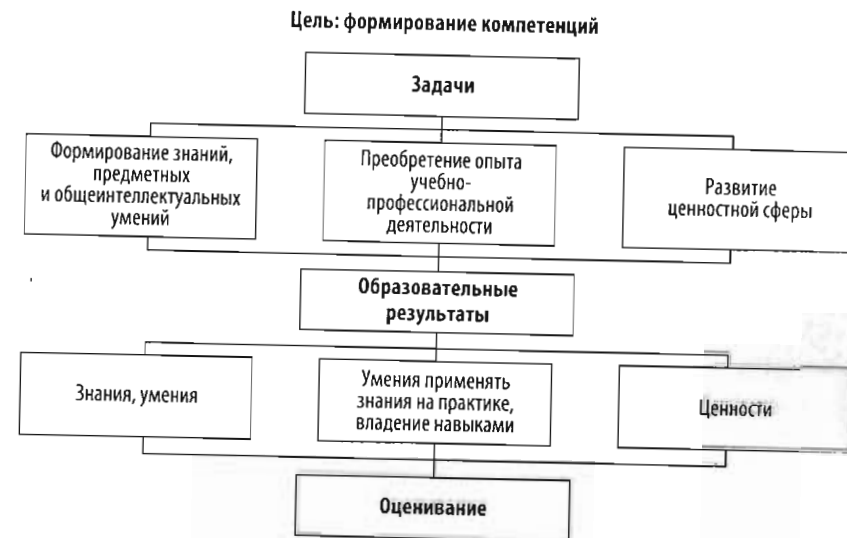 Цель: формирование компетенций
Задачи
Формирование знаний,
предметных
и общеинтеллектуальных
умений
Преобретение опыта
учебно-
профессиональной
деятельности
Развитие
ценностной сферы
Образовательные
результаты
Знания, умения
Умения применять
знания на практике,
владение навыками
Ценности
Оценивание